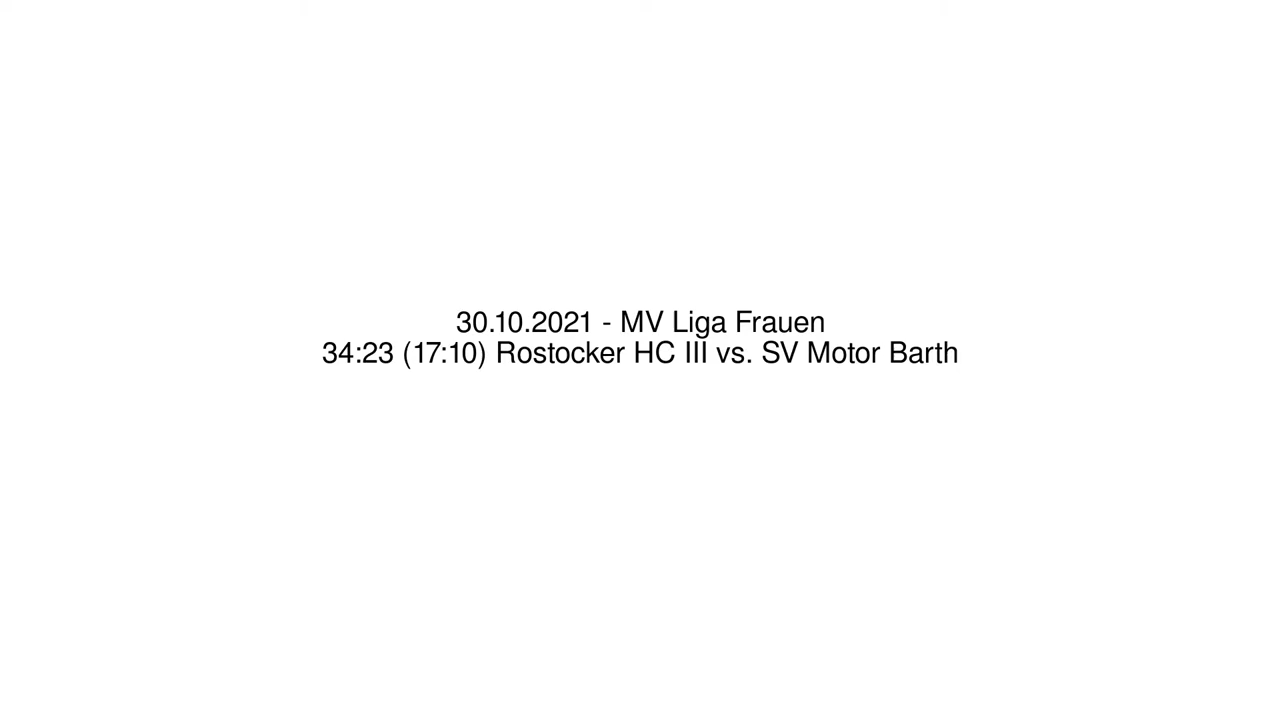 30.10.2021 - MV Liga Frauen
34:23 (17:10) Rostocker HC III vs. SV Motor Barth